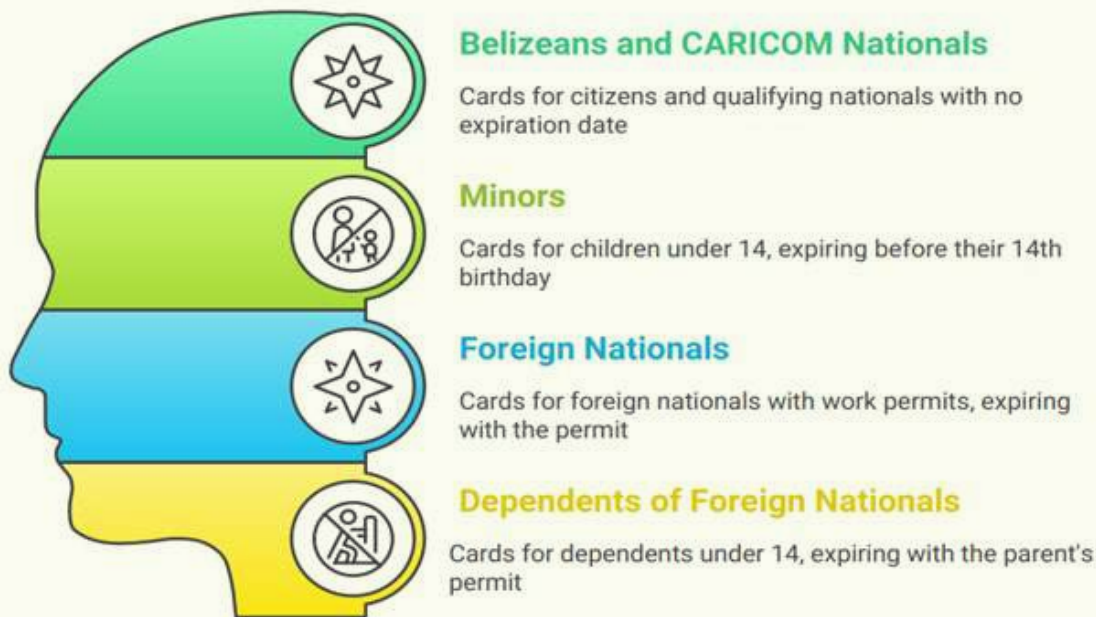 Belizeans and CARICOM Nationals
Cards for citizens and qualifying nationals with no
expiration date
Minors
Cards for children under 14, expiring before their 14th
birthday
Foreign Nationals
Cards for foreign nationals with work permits, expiring
with the permit
Dependents of Foreign Nationals
Cards for dependents under 14, expiring with the parent's
permit